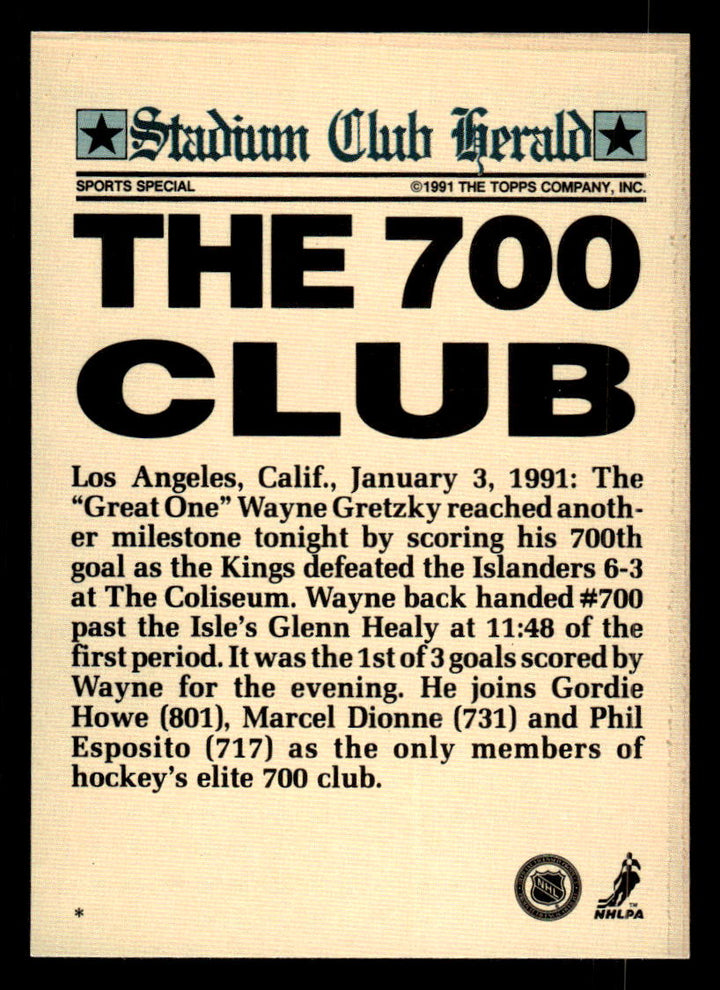 Stadium Club Herald
SPORTS SPECIAL ©1991 THE TOPPS COMPANY, INC.
THE 700
CLUB
Los Angeles, Calif., January 3, 1991: The
“Great One” Wayne Gretzky reached anoth-
er milestone tonight by scoring his 700th
goal as the Kings defeated the Islanders 6-3
at The Coliseum. Wayne back handed #700
past the Isle’s Glenn Healy at 11:48 of the
first period. It was the 1st of 3 goals scored by
Wayne for the evening. He joins Gordie
Howe (801), Marcel Dionne (731) and Phil
Esposito (717) as the only members of
hockey’s elite 700 club.
NHL
™
NHLPA
*